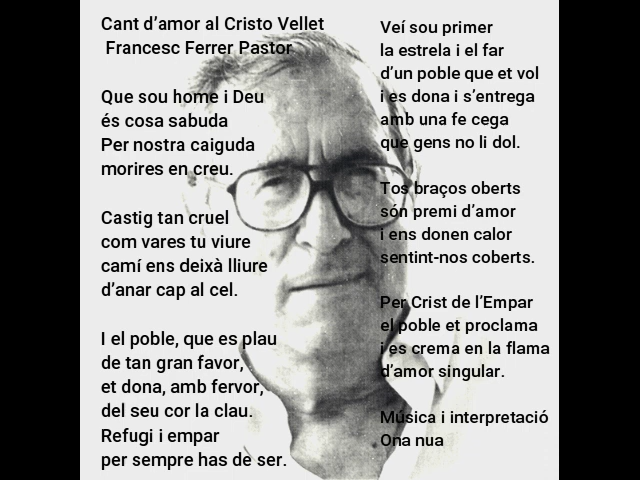 Cant d’amor al Cristo Vellet
Francesc Ferrer Pastor
Que sou home i Deu
és cosa sabuda
Per nostra caiguda
morires en creu.
Castig tan cruel
com vares tu viure
camí ens deixà lliure
d’anar cap al cel.
I el poble, que es plau
de tan gran favor,
et dona, amb fervor,
del seu cor la clau.
Refugi i empar
per sempre has de ser.
Veí sou primer
la estrela i el far
d’un poble que et vol
i es dona i s’entrega
amb una fe cega
que gens no li dol.
Tos braços oberts
són premi d’amor
i ens donen calor
sentint-nos coberts.
Per Crist de l’Empar
el poble et proclama
i es crema en la flama
d’amor singular.
Música i interpretació
Ona nua